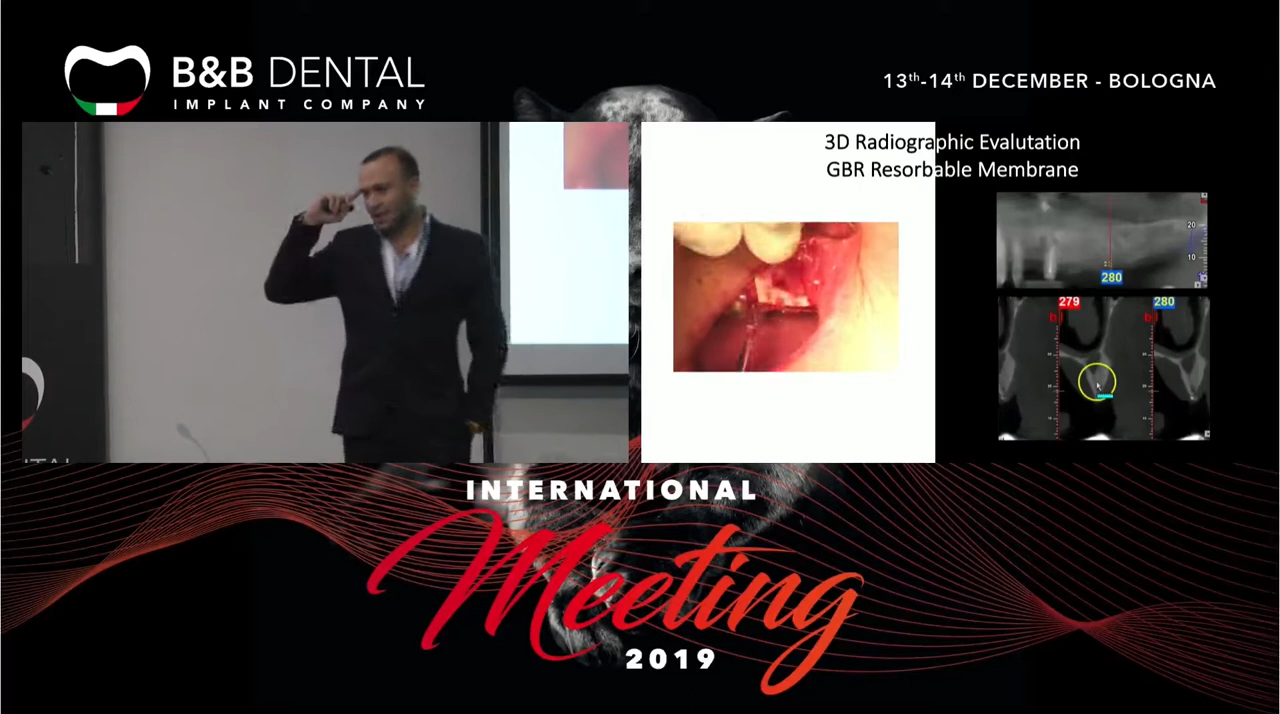 B&B DENTAL
IMPLANT COMPANY
13th-14th DECEMBER - BOLOGNA
3D Radiographic Evalutation
GBR Resorbable Membrane
20
10
280
279
280
b l
b l
INTERNATIONAL
Meeting
2019